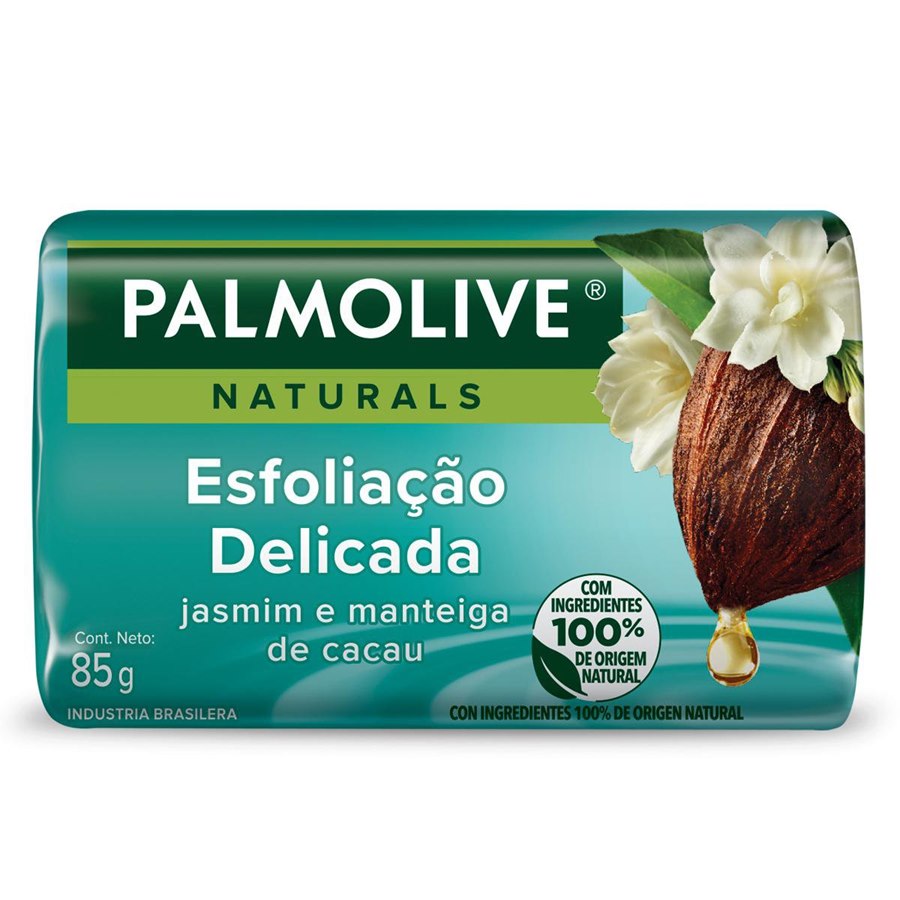 PALMOLIVE®
NATURALS
Esfoliação
Delicada
jasmim e manteiga
de cacau
Cont. Neto:
85g
INDUSTRIA BRASILERA
COM
INGREDIENTES
100%
DE ORIGEM
NATURAL
CON INGREDIENTES 100% DE ORIGEN NATURAL